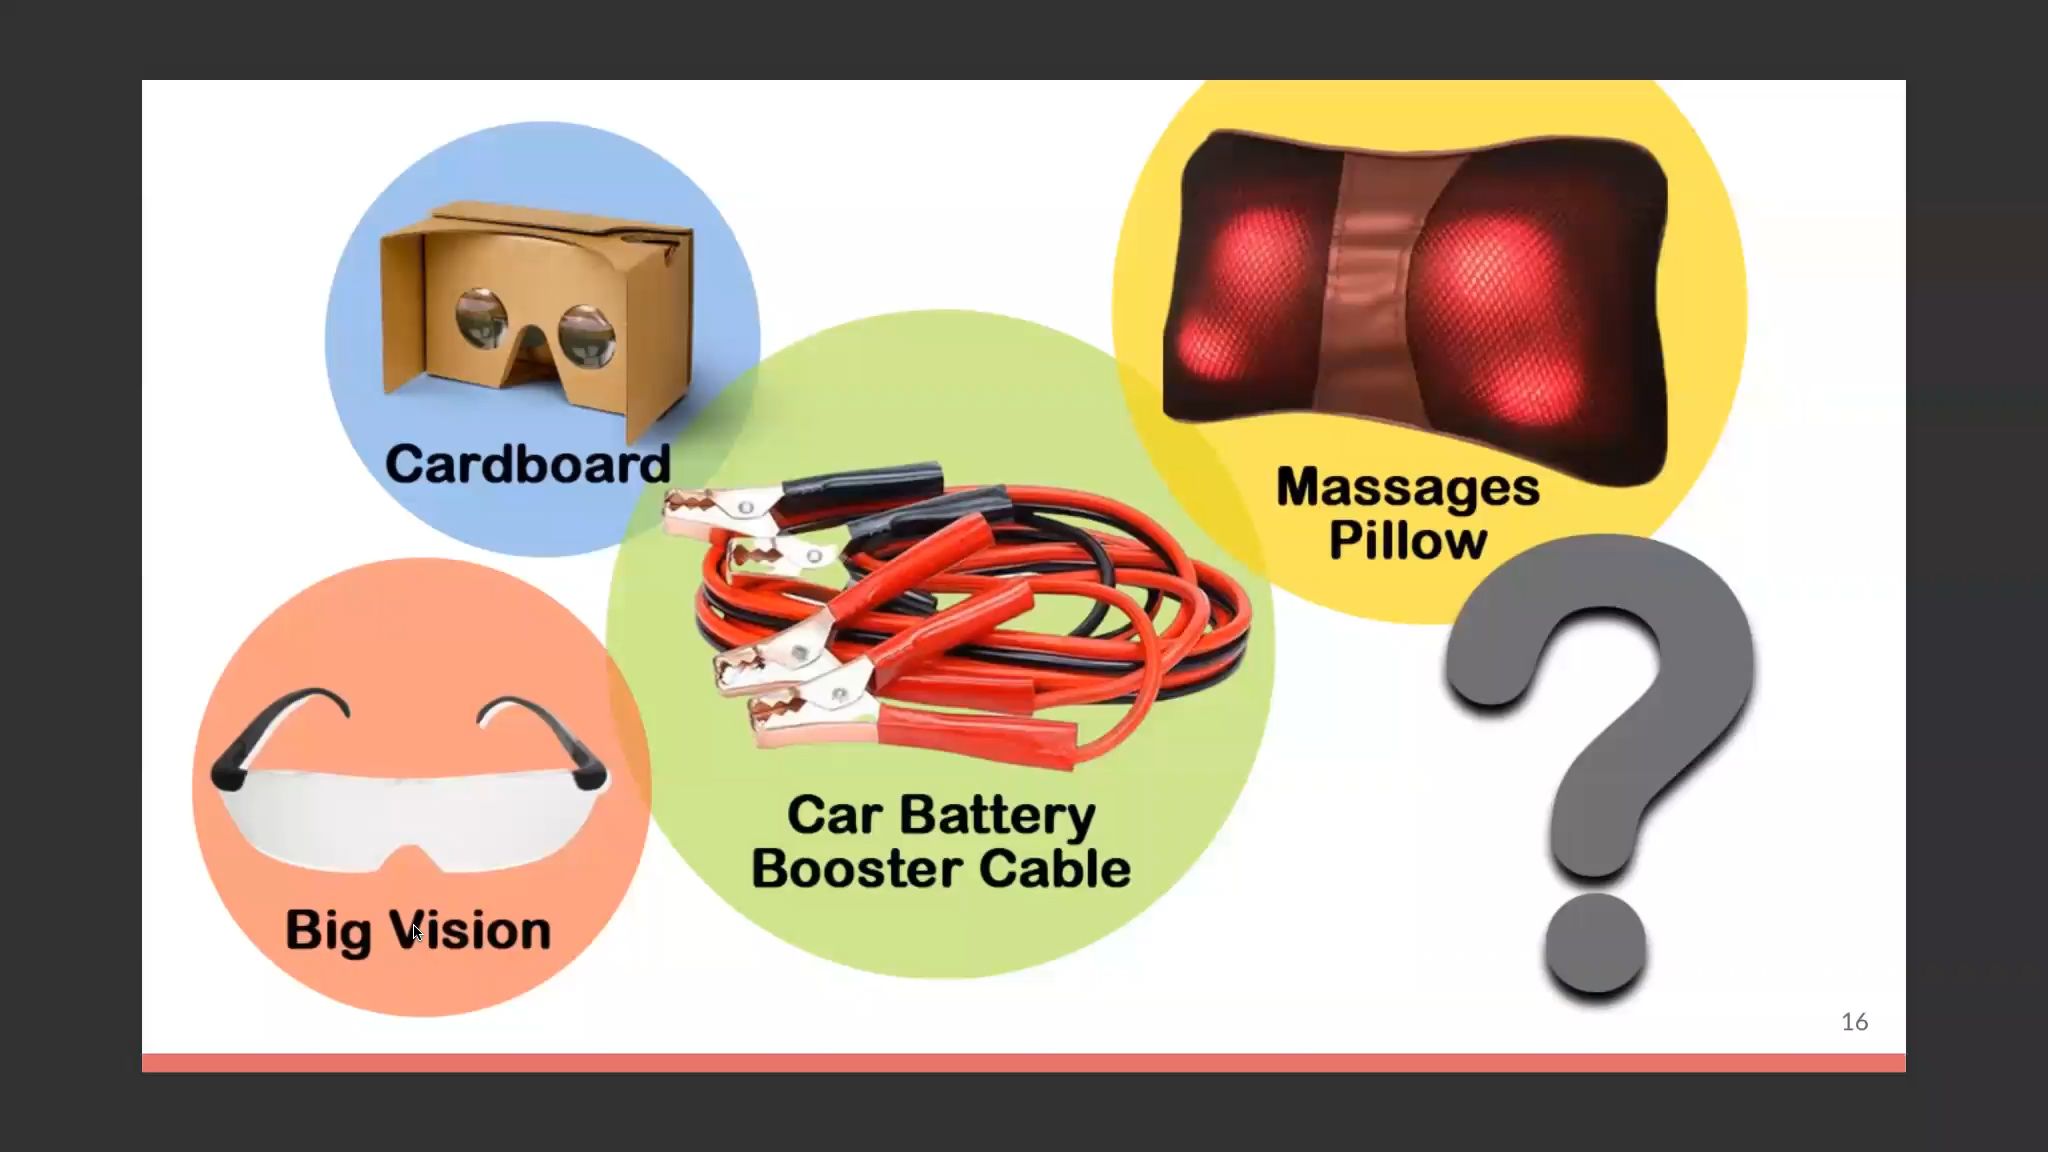 Cardboard
Massages
Pillow
Car Battery
Booster Cable
Big Vision
16